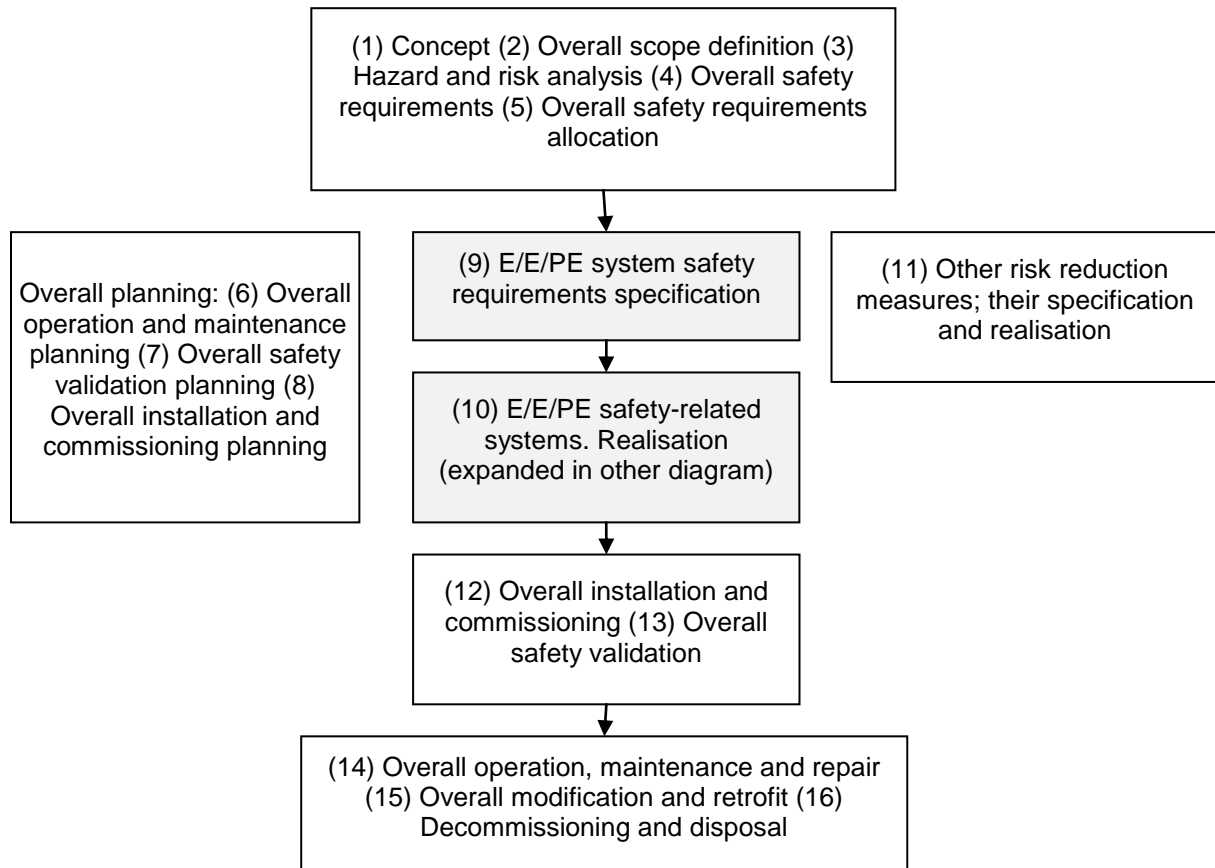 (1) Concept (2) Overall scope definition (3)
Hazard and risk analysis (4) Overall safety
requirements (5) Overall safety requirements
allocation
Overall planning: (6) Overall
operation and maintenance
planning (7) Overall safety
validation planning (8)
Overall installation and
commissioning planning
(9) E/E/PE system safety
requirements specification
(11) Other risk reduction
measures; their specification
and realisation
(10) E/E/PE safety-related
systems. Realisation
(expanded in other diagram)
(12) Overall installation and
commissioning (13) Overall
safety validation
(14) Overall operation, maintenance and repair
(15) Overall modification and retrofit (16)
Decommissioning and disposal